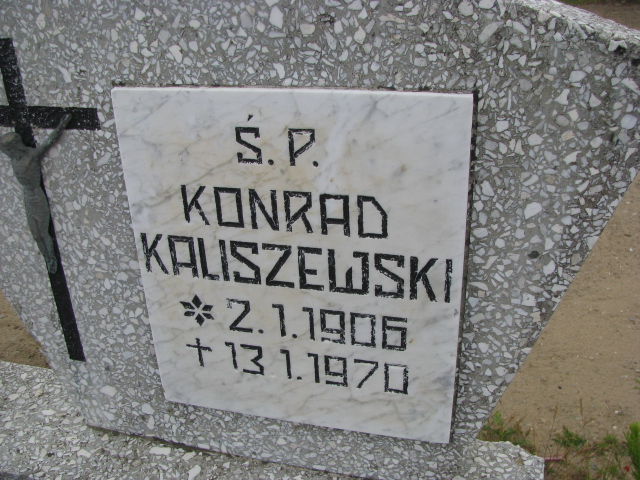 Ś. P.
KONRAD
KALISZEWSKI
* 2.1.1906
† 13.1.1970